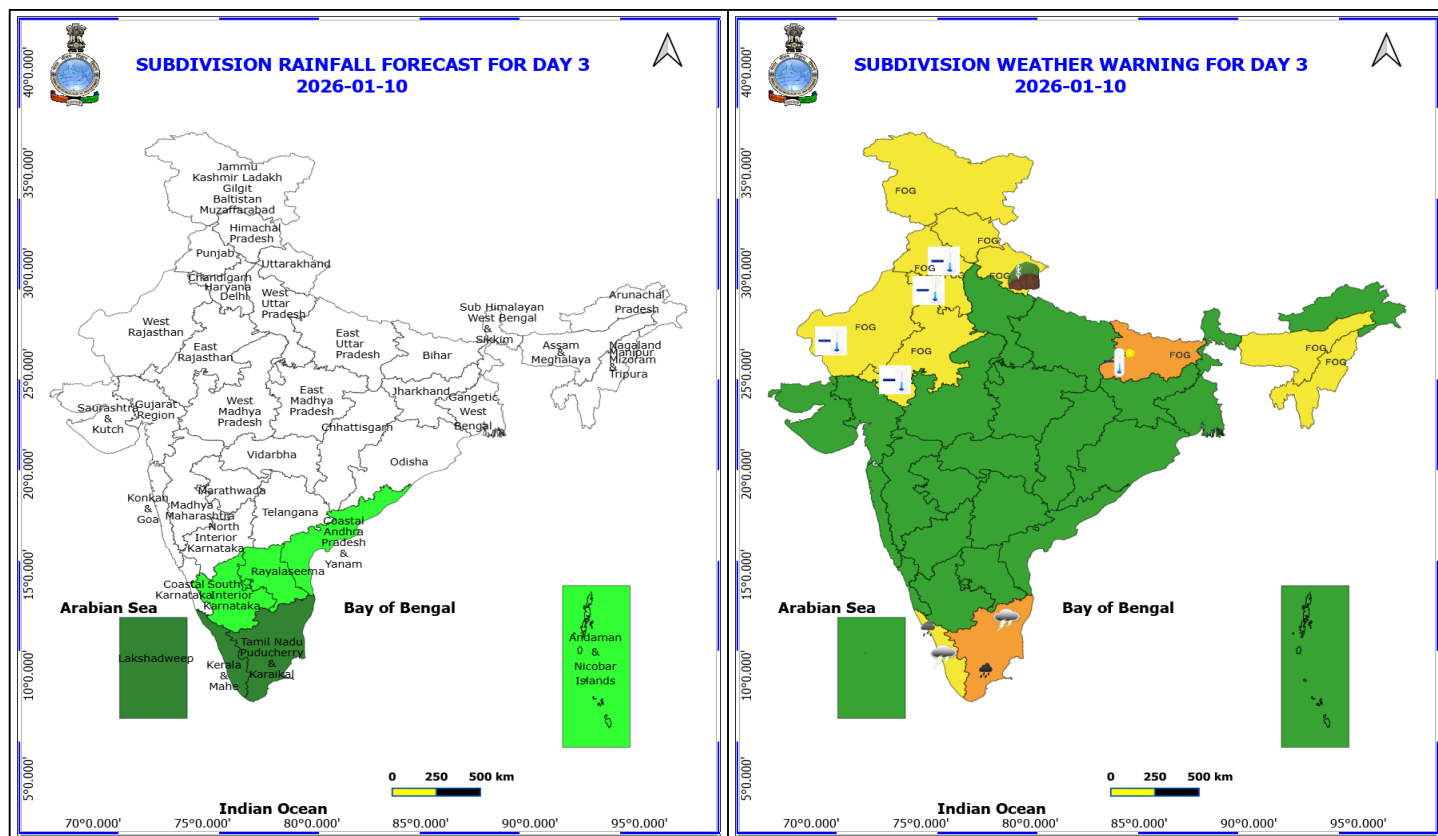 SUBDIVISION RAINFALL FORECAST FOR DAY 3
2026-01-10
40°0.000'
35°0.000'
30°0.000'
25°0.000'
20°0.000'
15°0.000'
10°0.000'
5°0.000'
Jammu
Kashmir Ladakh
Gilgit
Baltistan
Muzaffarabad
Himachal
Pradesh
Punjab
Uttarakhand
Chandigarh
Haryana
Delhi
West
Uttar
Pradesh
Arunachal
Pradesh
Sub Himalayan
West Bengal
&
Sikkim
West
Rajasthan
East
Rajasthan
East
Uttar
Pradesh
Bihar
Assam
&
Meghalaya
Nagaland
Manipur
Mizoram
&
Tripura
Saurashtra
&
Kutch
Gujarat
Region
West
Madhya
Pradesh
East
Madhya
Pradesh
Jharkhand
Gangetic
West
Bengal
Chhattisgarh
Vidarbha
Odisha
Konkan
&
Goa
Madhya
Maharashtra
Marathwada
Telangana
North
Interior
Karnataka
Coastal
Andhra
Pradesh
&
Yanam
Rayalaseema
Coastal
Karnataka
South
Interior
Karnataka
Arabian Sea
Bay of Bengal
Lakshadweep
Kerala
&
Mahe
Tamil Nadu
Puducherry
&
Karaikal
Andaman
&
Nicobar
Islands
0 250 500 km
Indian Ocean
70°0.000' 75°0.000' 80°0.000' 85°0.000' 90°0.000' 95°0.000'
SUBDIVISION WEATHER WARNING FOR DAY 3
2026-01-10
40°0.000'
35°0.000'
30°0.000'
25°0.000'
20°0.000'
15°0.000'
10°0.000'
5°0.000'
FOG
FOG
FOG
FOG
FOG
FOG
FOG
FOG
FOG
Arabian Sea
Bay of Bengal
0 250 500 km
Indian Ocean
70°0.000' 75°0.000' 80°0.000' 85°0.000' 90°0.000' 95°0.000'